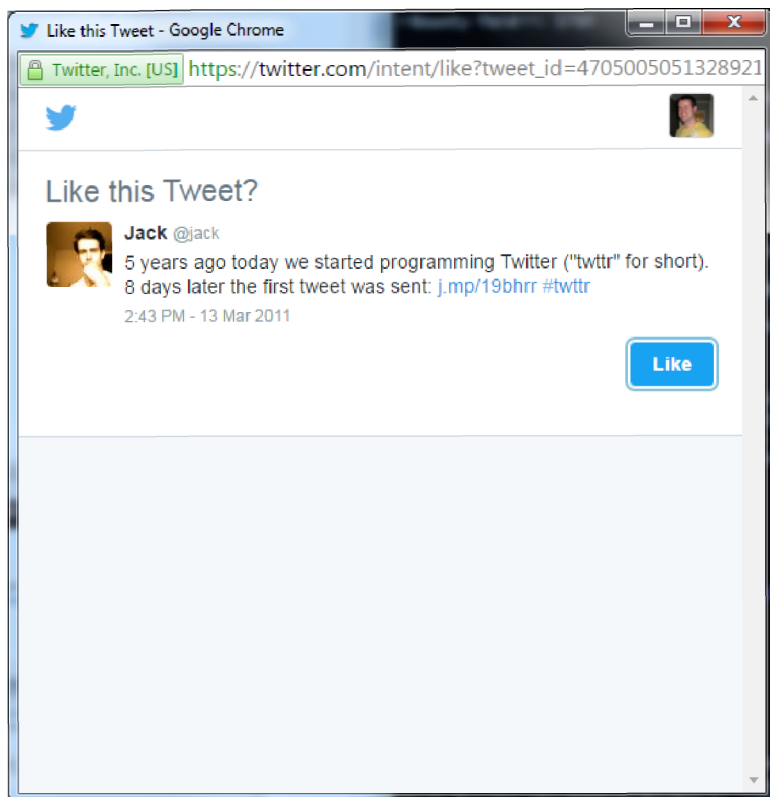 Like this Tweet - Google Chrome
Twitter, Inc. [US] https://twitter.com/intent/like?tweet_id=4705005051328921
Like this Tweet?
Jack @jack
5 years ago today we started programming Twitter ("twttr" for short).
8 days later the first tweet was sent: j.mp/19bhrr #twttr
2:43 PM - 13 Mar 2011
Like